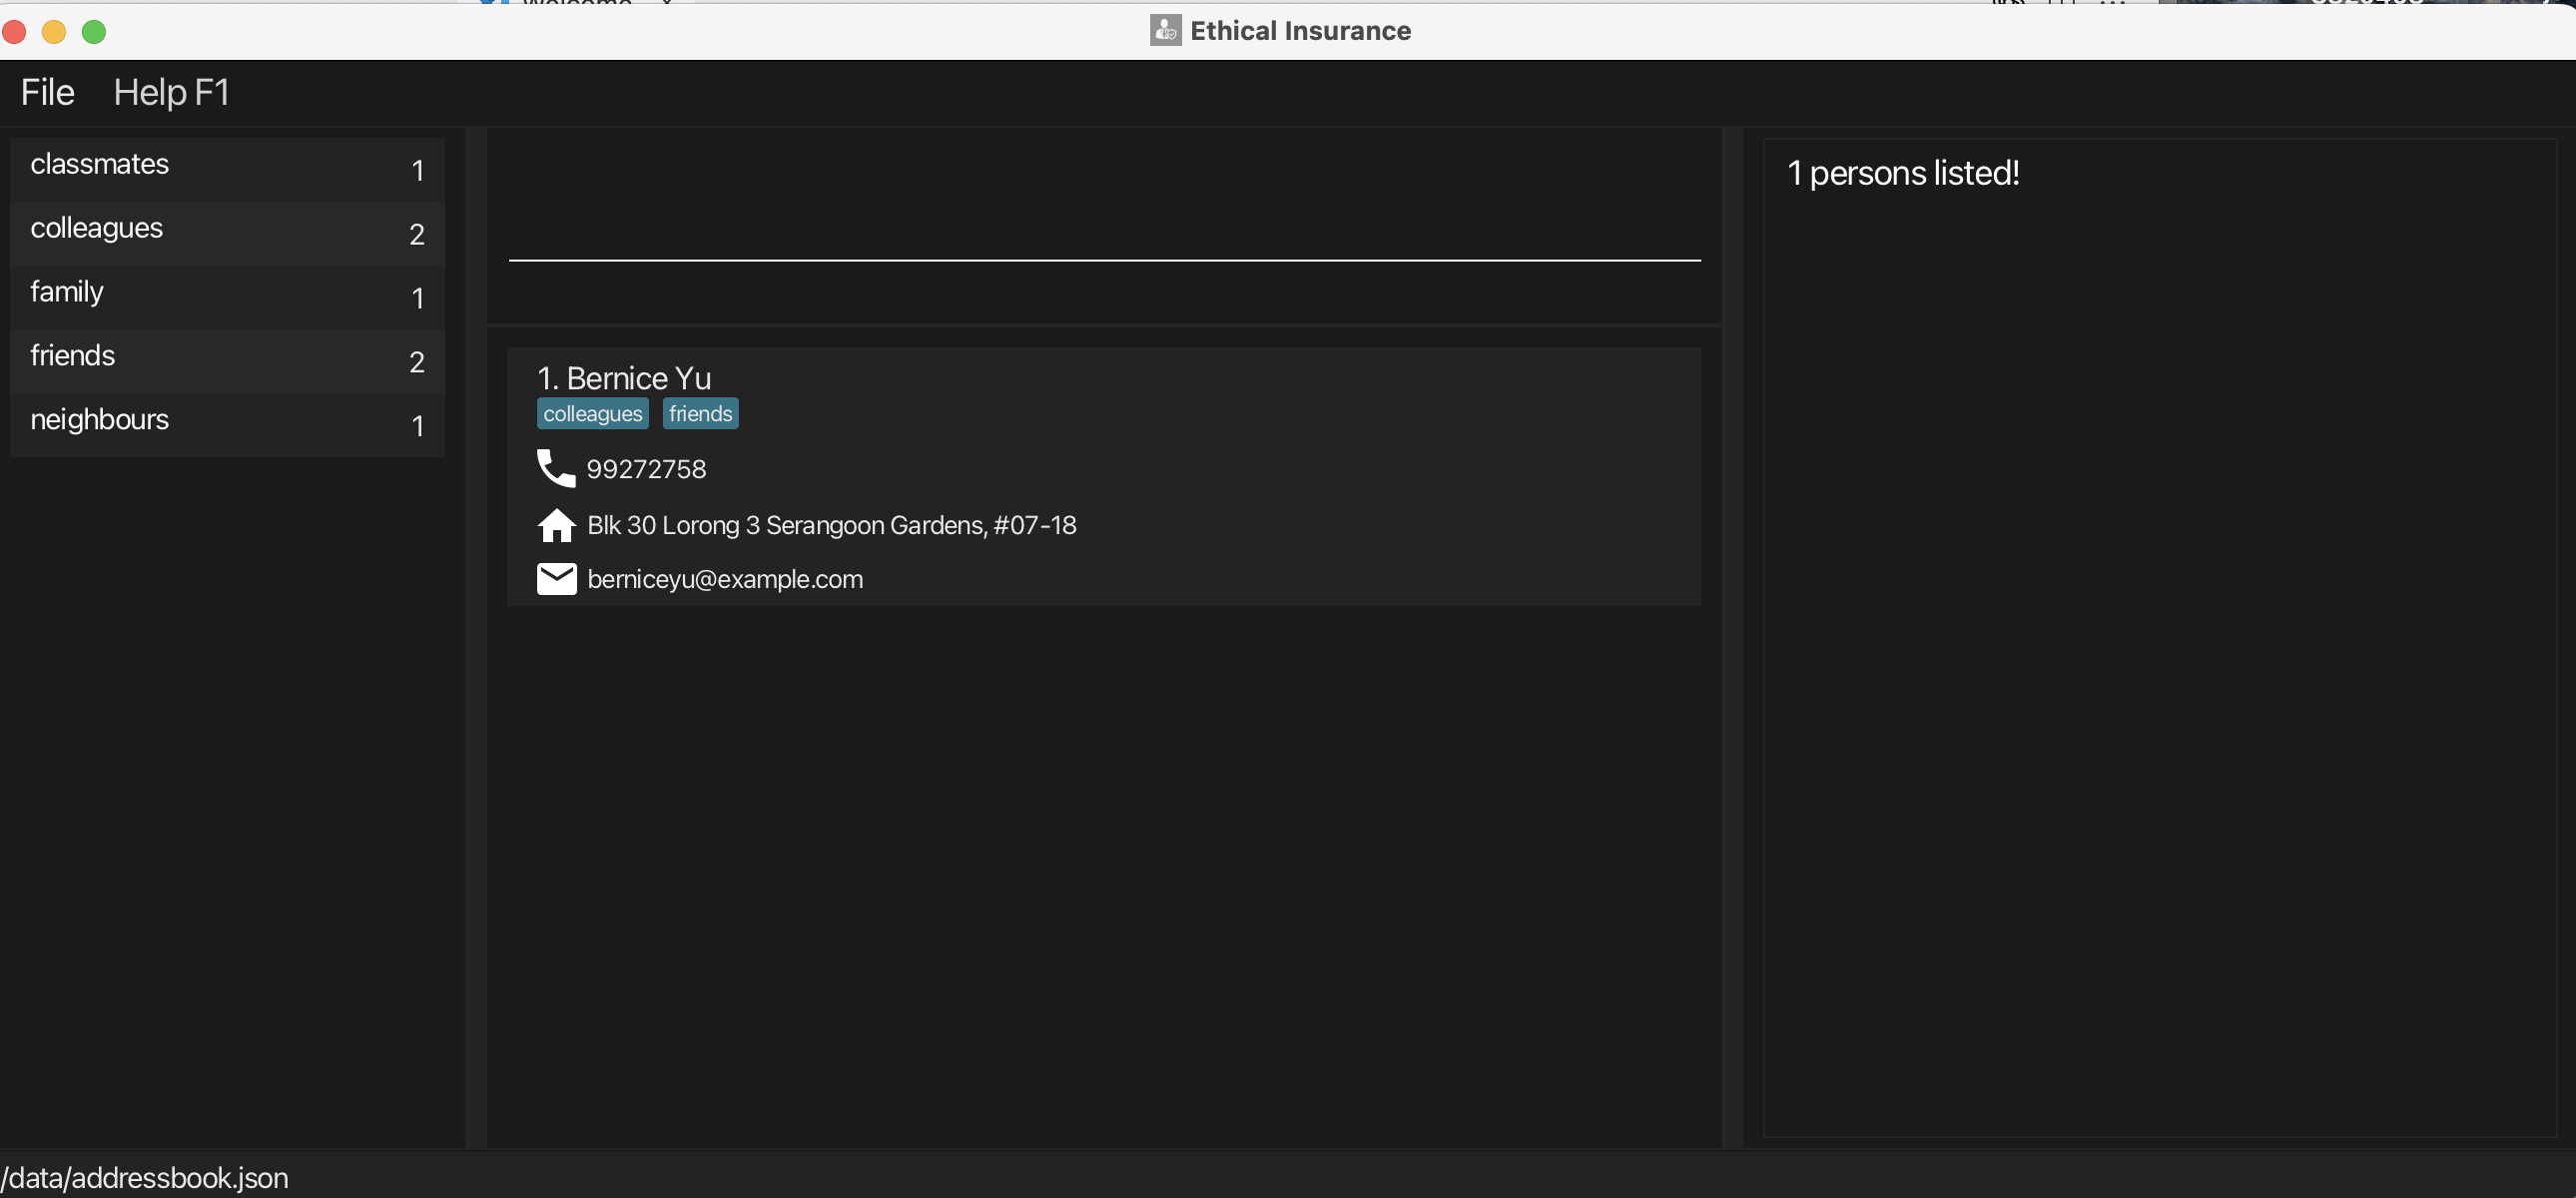 Ethical Insurance
File Help F1
classmates 1
colleagues 2
family 1
friends 2
neighbours 1
1. Bernice Yu
colleagues friends
99272758
Blk 30 Lorong 3 Serangoon Gardens, #07-18
berniceyu@example.com
1 persons listed!
/data/addressbook.json